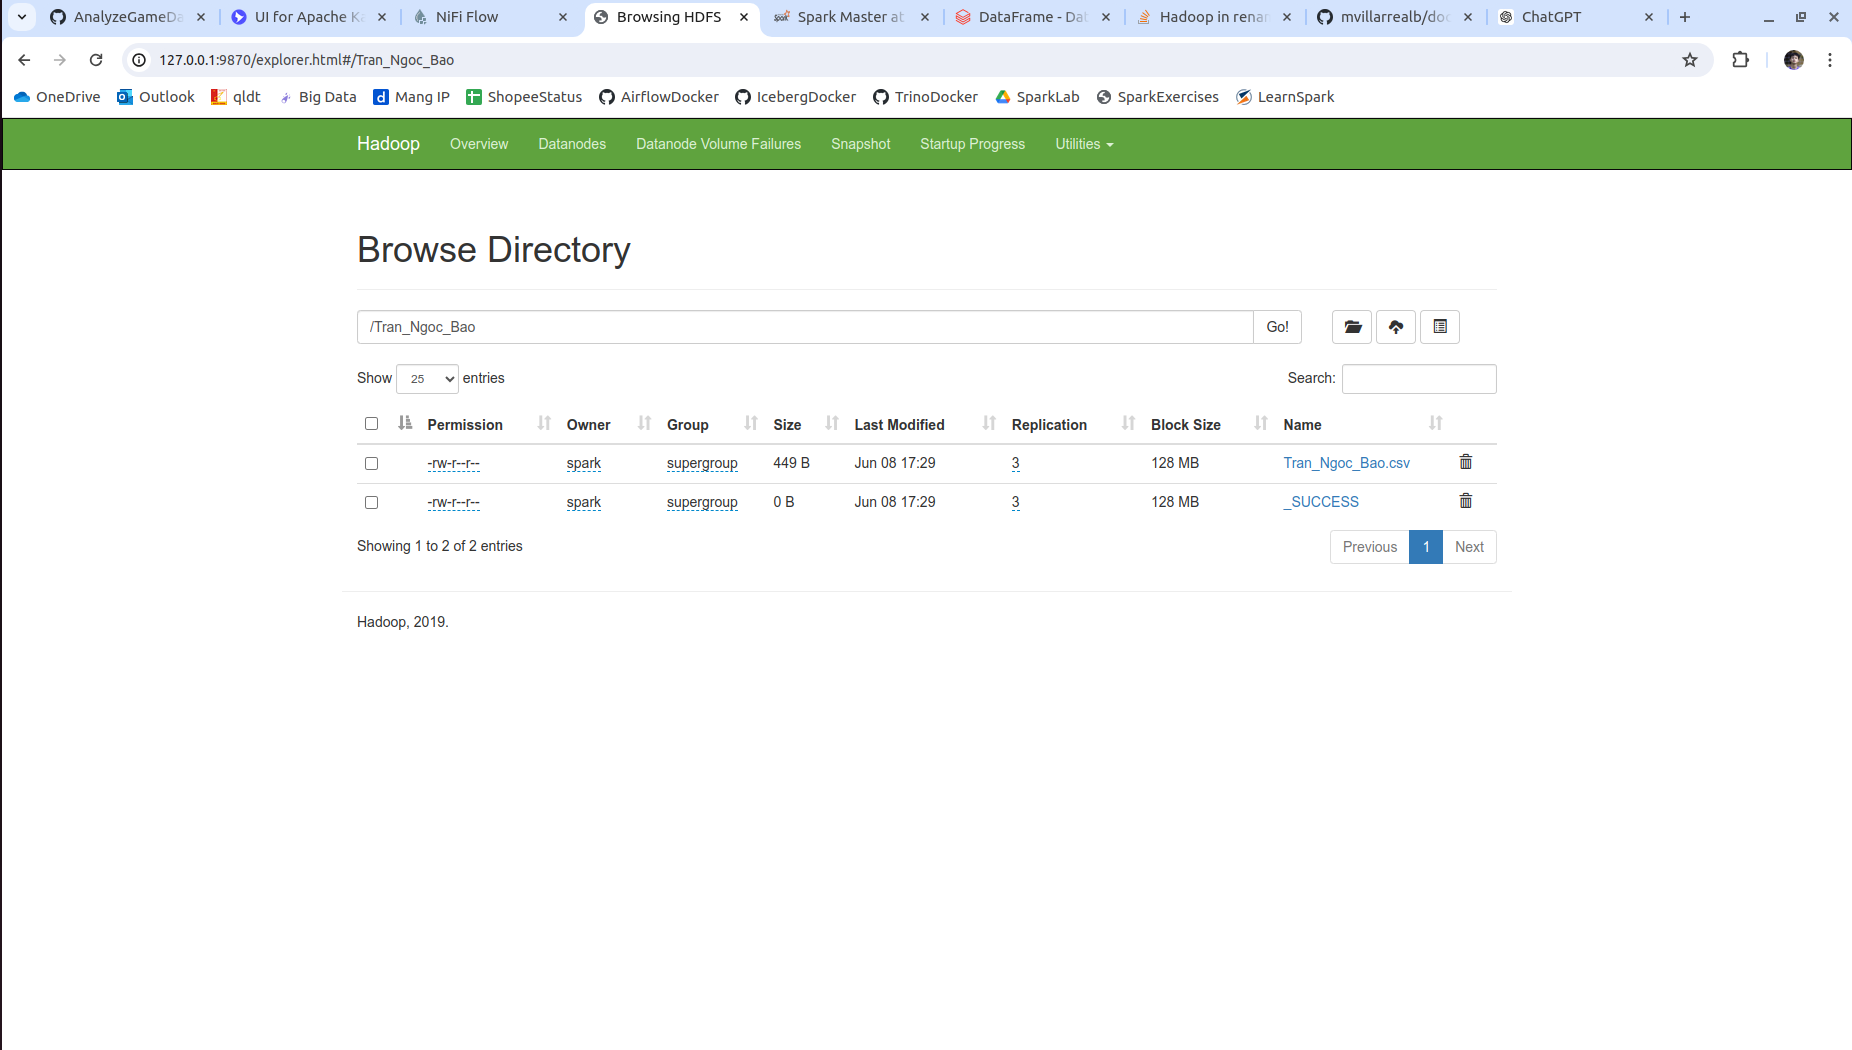 AnalyzeGameDa UI for Apache Ka NiFi Flow Browsing HDFS Spark Master at DataFrame - Dat Hadoop in renam mvillarrealb/doc ChatGPT
127.0.0.1:9870/explorer.html#/Tran_Ngoc_Bao
OneDrive Outlook qldt Big Data Mang IP ShopeeStatus AirflowDocker IcebergDocker TrinoDocker SparkLab SparkExercises LearnSpark
Hadoop Overview Datanodes Datanode Volume Failures Snapshot Startup Progress Utilities
Browse Directory
/Tran_Ngoc_Bao Go!
Show 25 entries Search:
Permission Owner Group Size Last Modified Replication Block Size Name
-rw-r--r-- spark supergroup 449 B Jun 08 17:29 3 128 MB Tran_Ngoc_Bao.csv
-rw-r--r-- spark supergroup 0 B Jun 08 17:29 3 128 MB _SUCCESS
Showing 1 to 2 of 2 entries Previous 1 Next
Hadoop, 2019.